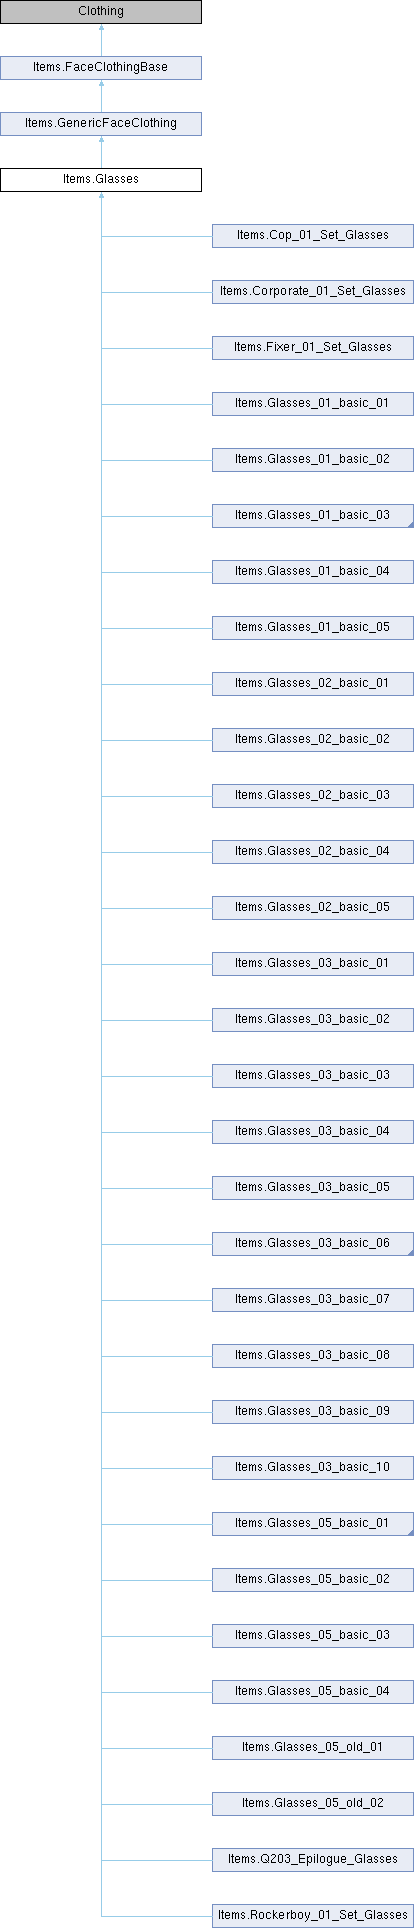 Clothing
Items.FaceClothingBase
Items.GenericFaceClothing
Items.Glasses
Items.Cop_01_Set_Glasses
Items.Corporate_01_Set_Glasses
Items.Fixer_01_Set_Glasses
Items.Glasses_01_basic_01
Items.Glasses_01_basic_02
Items.Glasses_01_basic_03
Items.Glasses_01_basic_04
Items.Glasses_01_basic_05
Items.Glasses_02_basic_01
Items.Glasses_02_basic_02
Items.Glasses_02_basic_03
Items.Glasses_02_basic_04
Items.Glasses_02_basic_05
Items.Glasses_03_basic_01
Items.Glasses_03_basic_02
Items.Glasses_03_basic_03
Items.Glasses_03_basic_04
Items.Glasses_03_basic_05
Items.Glasses_03_basic_06
Items.Glasses_03_basic_07
Items.Glasses_03_basic_08
Items.Glasses_03_basic_09
Items.Glasses_03_basic_10
Items.Glasses_05_basic_01
Items.Glasses_05_basic_02
Items.Glasses_05_basic_03
Items.Glasses_05_basic_04
Items.Glasses_05_old_01
Items.Glasses_05_old_02
Items.Q203_Epilogue_Glasses
Items.Rockerboy_01_Set_Glasses